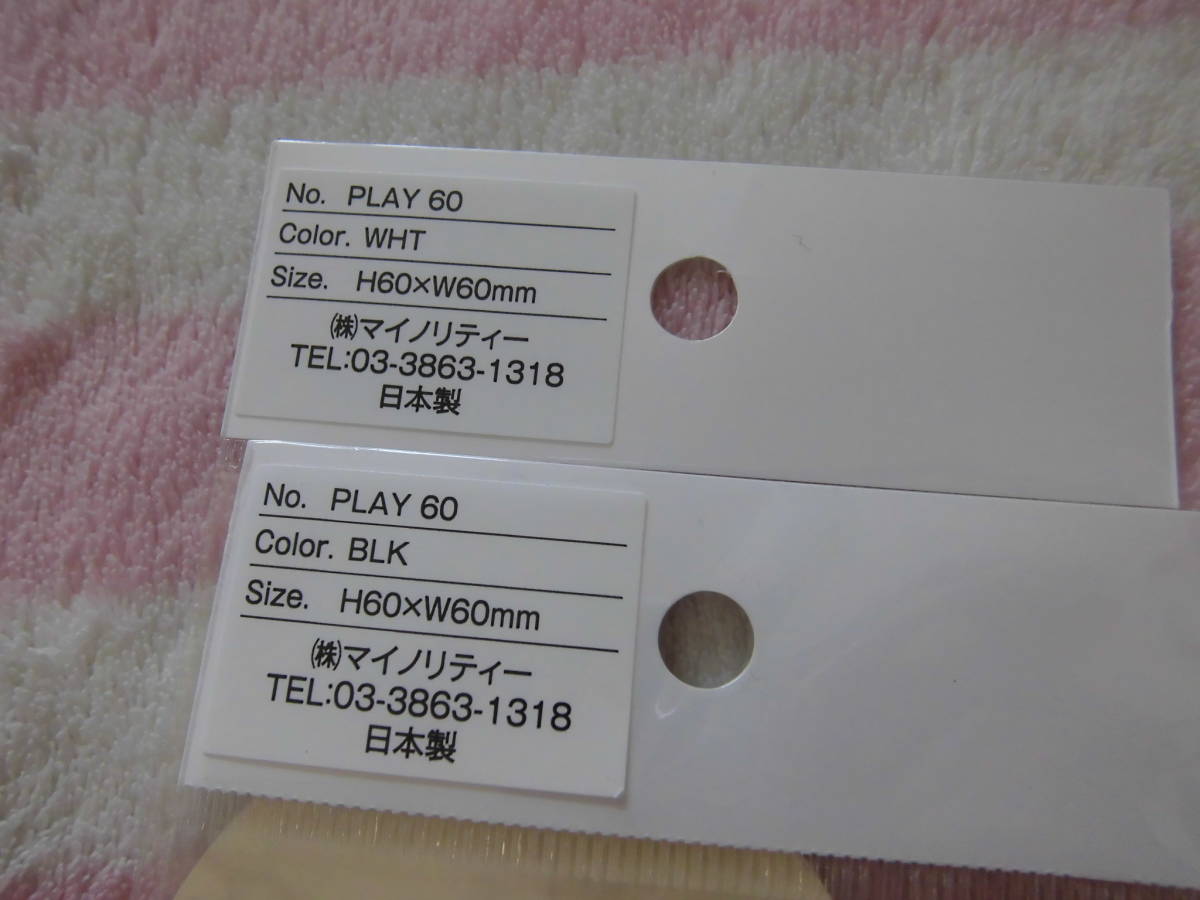 No. PLAY 60
Color. WHT
Size. H60×W60mm
㈱マイノリティー
TEL:03-3863-1318
日本製
No. PLAY 60
Color. BLK
Size. H60×W60mm
㈱マイノリティー
TEL:03-3863-1318
日本製